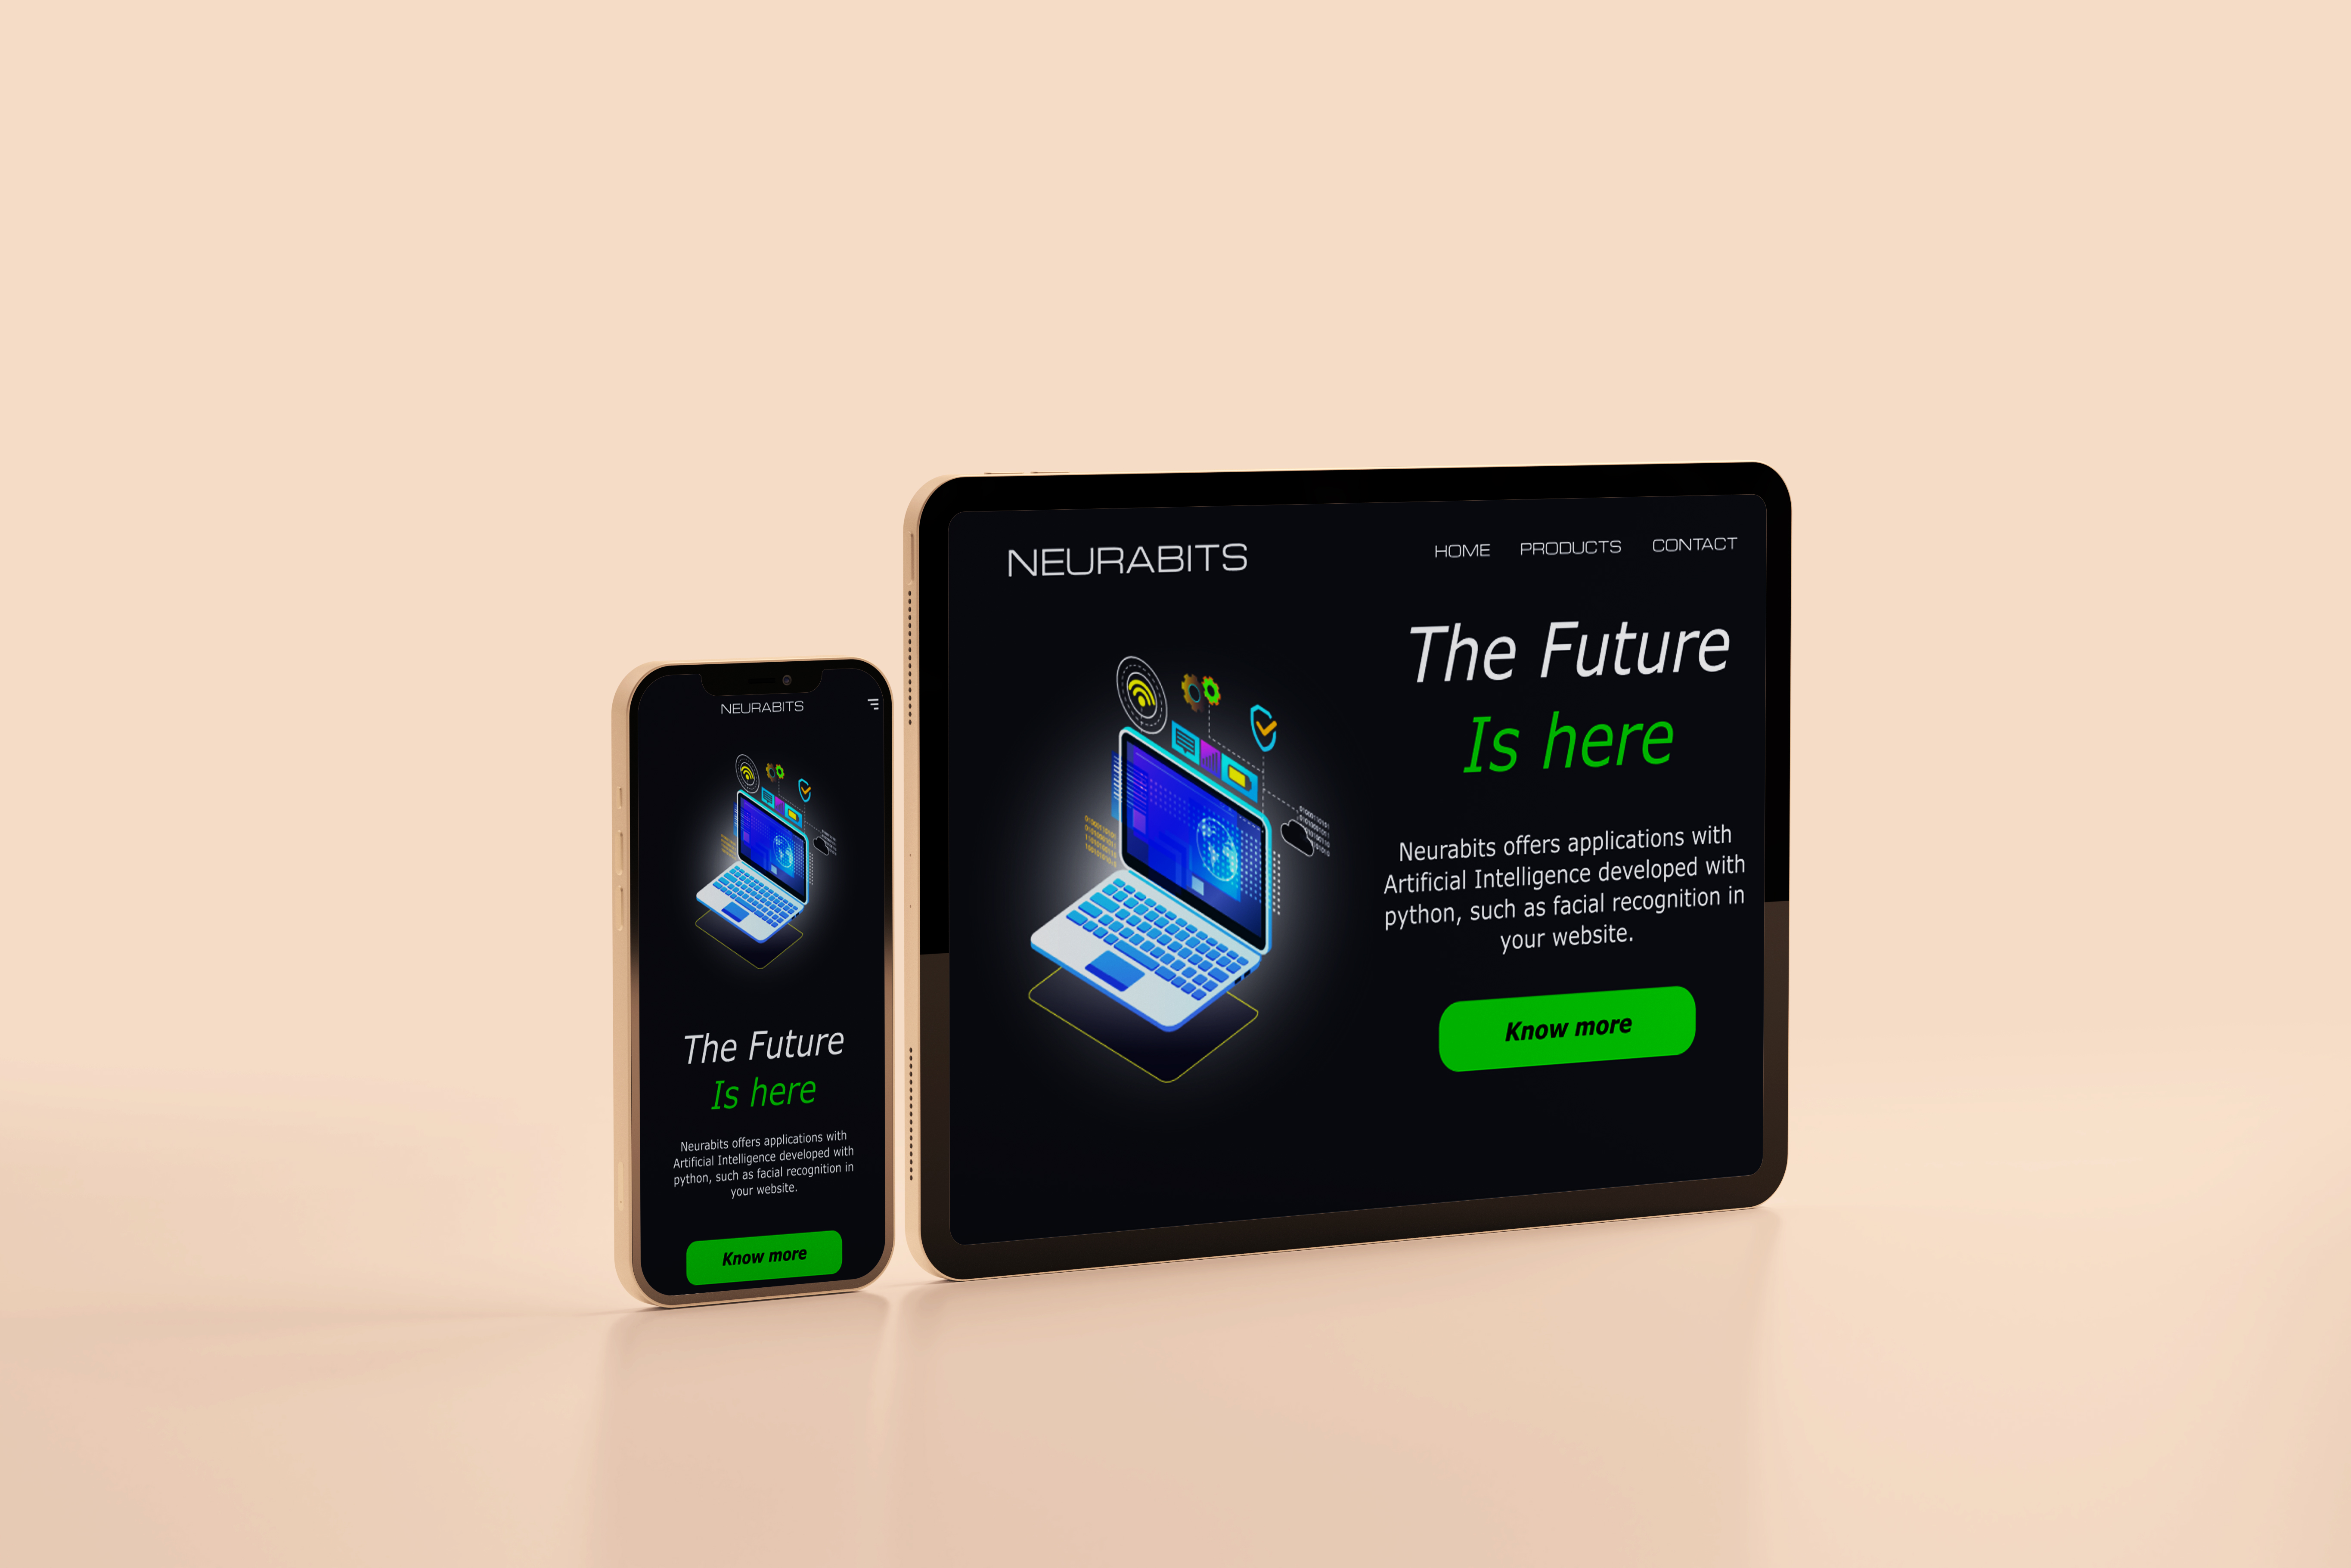 NEURABITS
The Future
Is here
Neurabits offers applications with
Artificial Intelligence developed with
python, such as facial recognition in
your website.
Know more
NEURABITS
HOME PRODUCTS CONTACT
The Future
Is here
Neurabits offers applications with
Artificial Intelligence developed with
python, such as facial recognition in
your website.
Know more